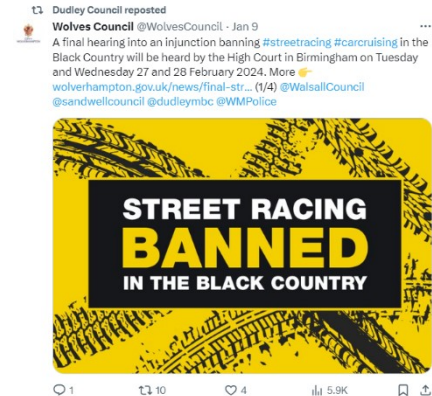 Dudley Council reposted
Wolves Council @WolvesCouncil · Jan 9
A final hearing into an injunction banning #streetracing #carcruising in the
Black Country will be heard by the High Court in Birmingham on Tuesday
and Wednesday 27 and 28 February 2024. More 👉
wolverhampton.gov.uk/news/final-str... (1/4) @WalsallCouncil
@sandwellcouncil @dudleymbc @WMPolice
STREET RACING
BANNED
IN THE BLACK COUNTRY
1 10 4 5.9K